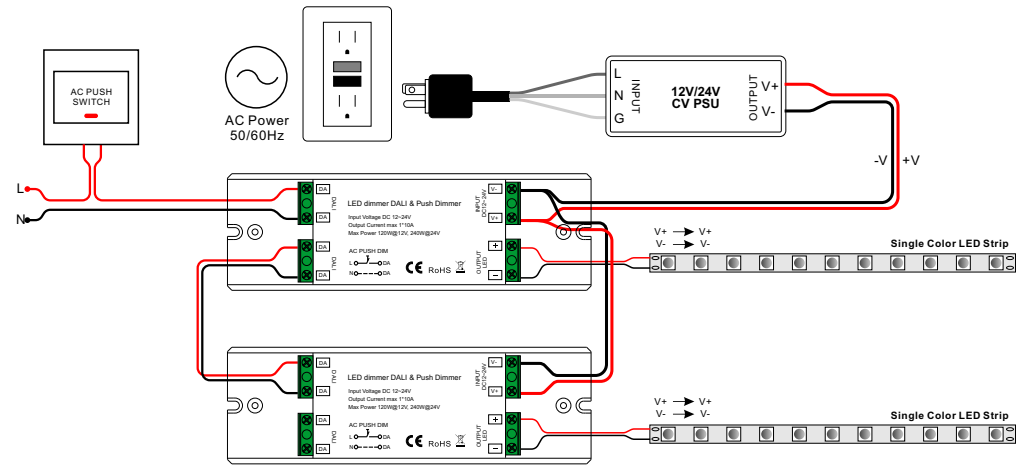 AC PUSH
SWITCH
AC Power
50/60Hz
L
N
G
INPUT
12V/24V
CV PSU
OUTPUT
V+
V-
-V
+V
L
N
DA
DALI
DA
LED dimmer DALI & Push Dimmer
Input Voltage DC 12~24V
Output Current max 1*10A
Max Power 120W@12V, 240W@24V
INPUT
DC12~24V
V-
V+
DA
DALI
DA
AC PUSH DIM
L DA
N DA
CE RoHS
OUTPUT
LED
+
−
V+ → V+
V- → V-
Single Color LED Strip
DA
DALI
DA
LED dimmer DALI & Push Dimmer
Input Voltage DC 12~24V
Output Current max 1*10A
Max Power 120W@12V, 240W@24V
INPUT
DC12~24V
V-
V+
DA
DALI
DA
AC PUSH DIM
L DA
N DA
CE RoHS
OUTPUT
LED
+
−
V+ → V+
V- → V-
Single Color LED Strip